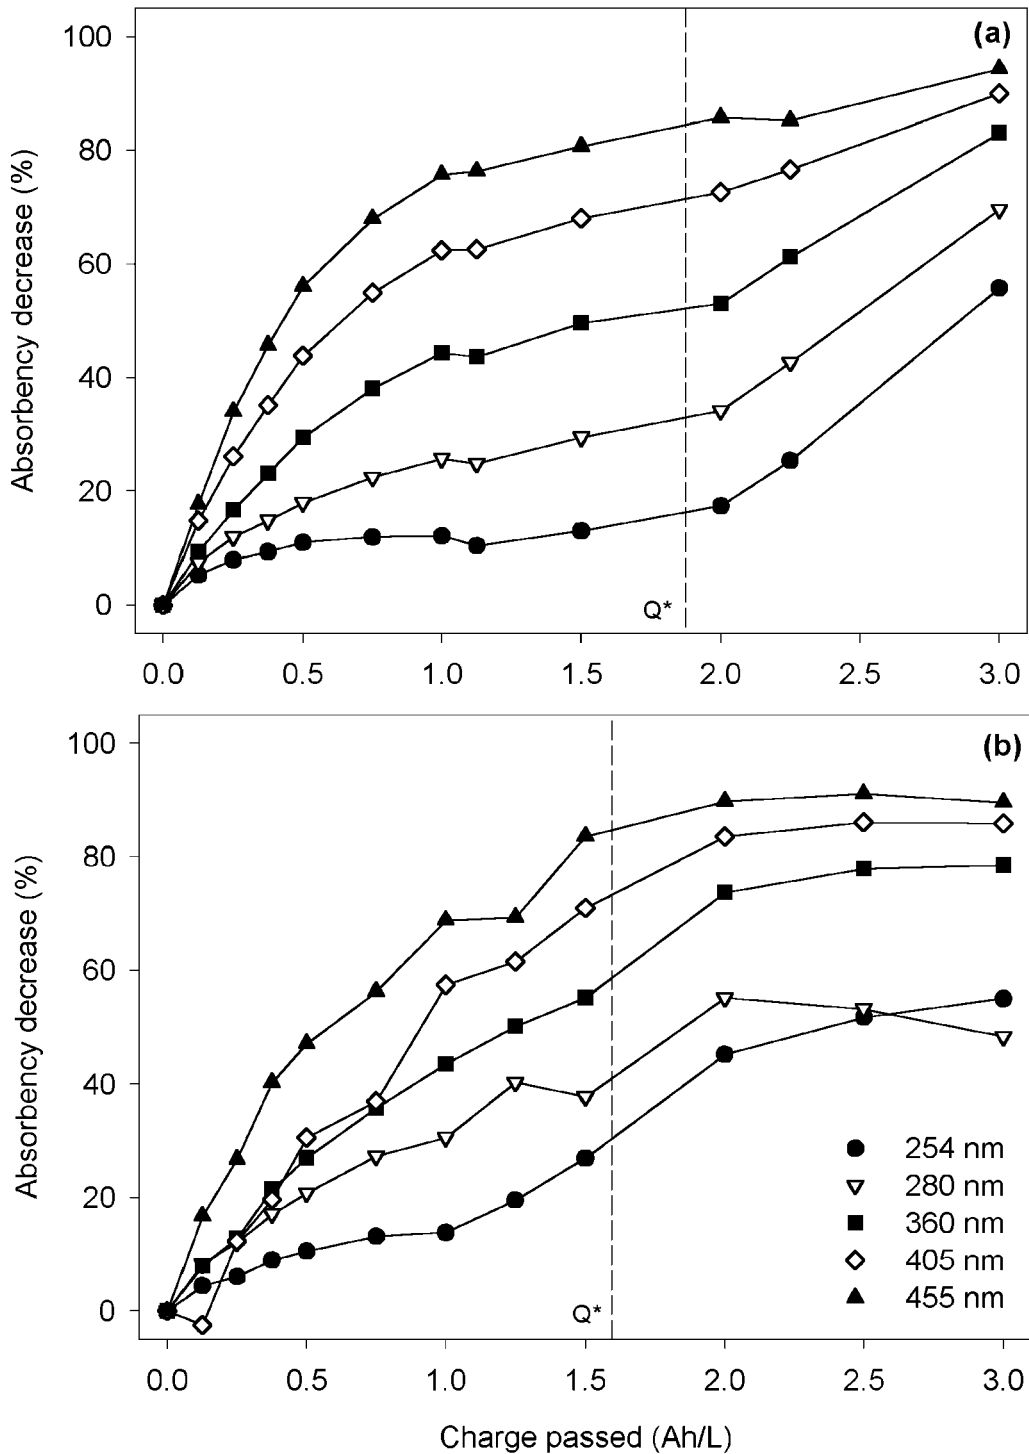 (a)
100
80
60
40
20
0
Absorbency decrease (%)
Q*
0.0 0.5 1.0 1.5 2.0 2.5 3.0
(b)
100
80
60
40
20
0
Absorbency decrease (%)
254 nm
280 nm
360 nm
405 nm
455 nm
Q*
0.0 0.5 1.0 1.5 2.0 2.5 3.0
Charge passed (Ah/L)